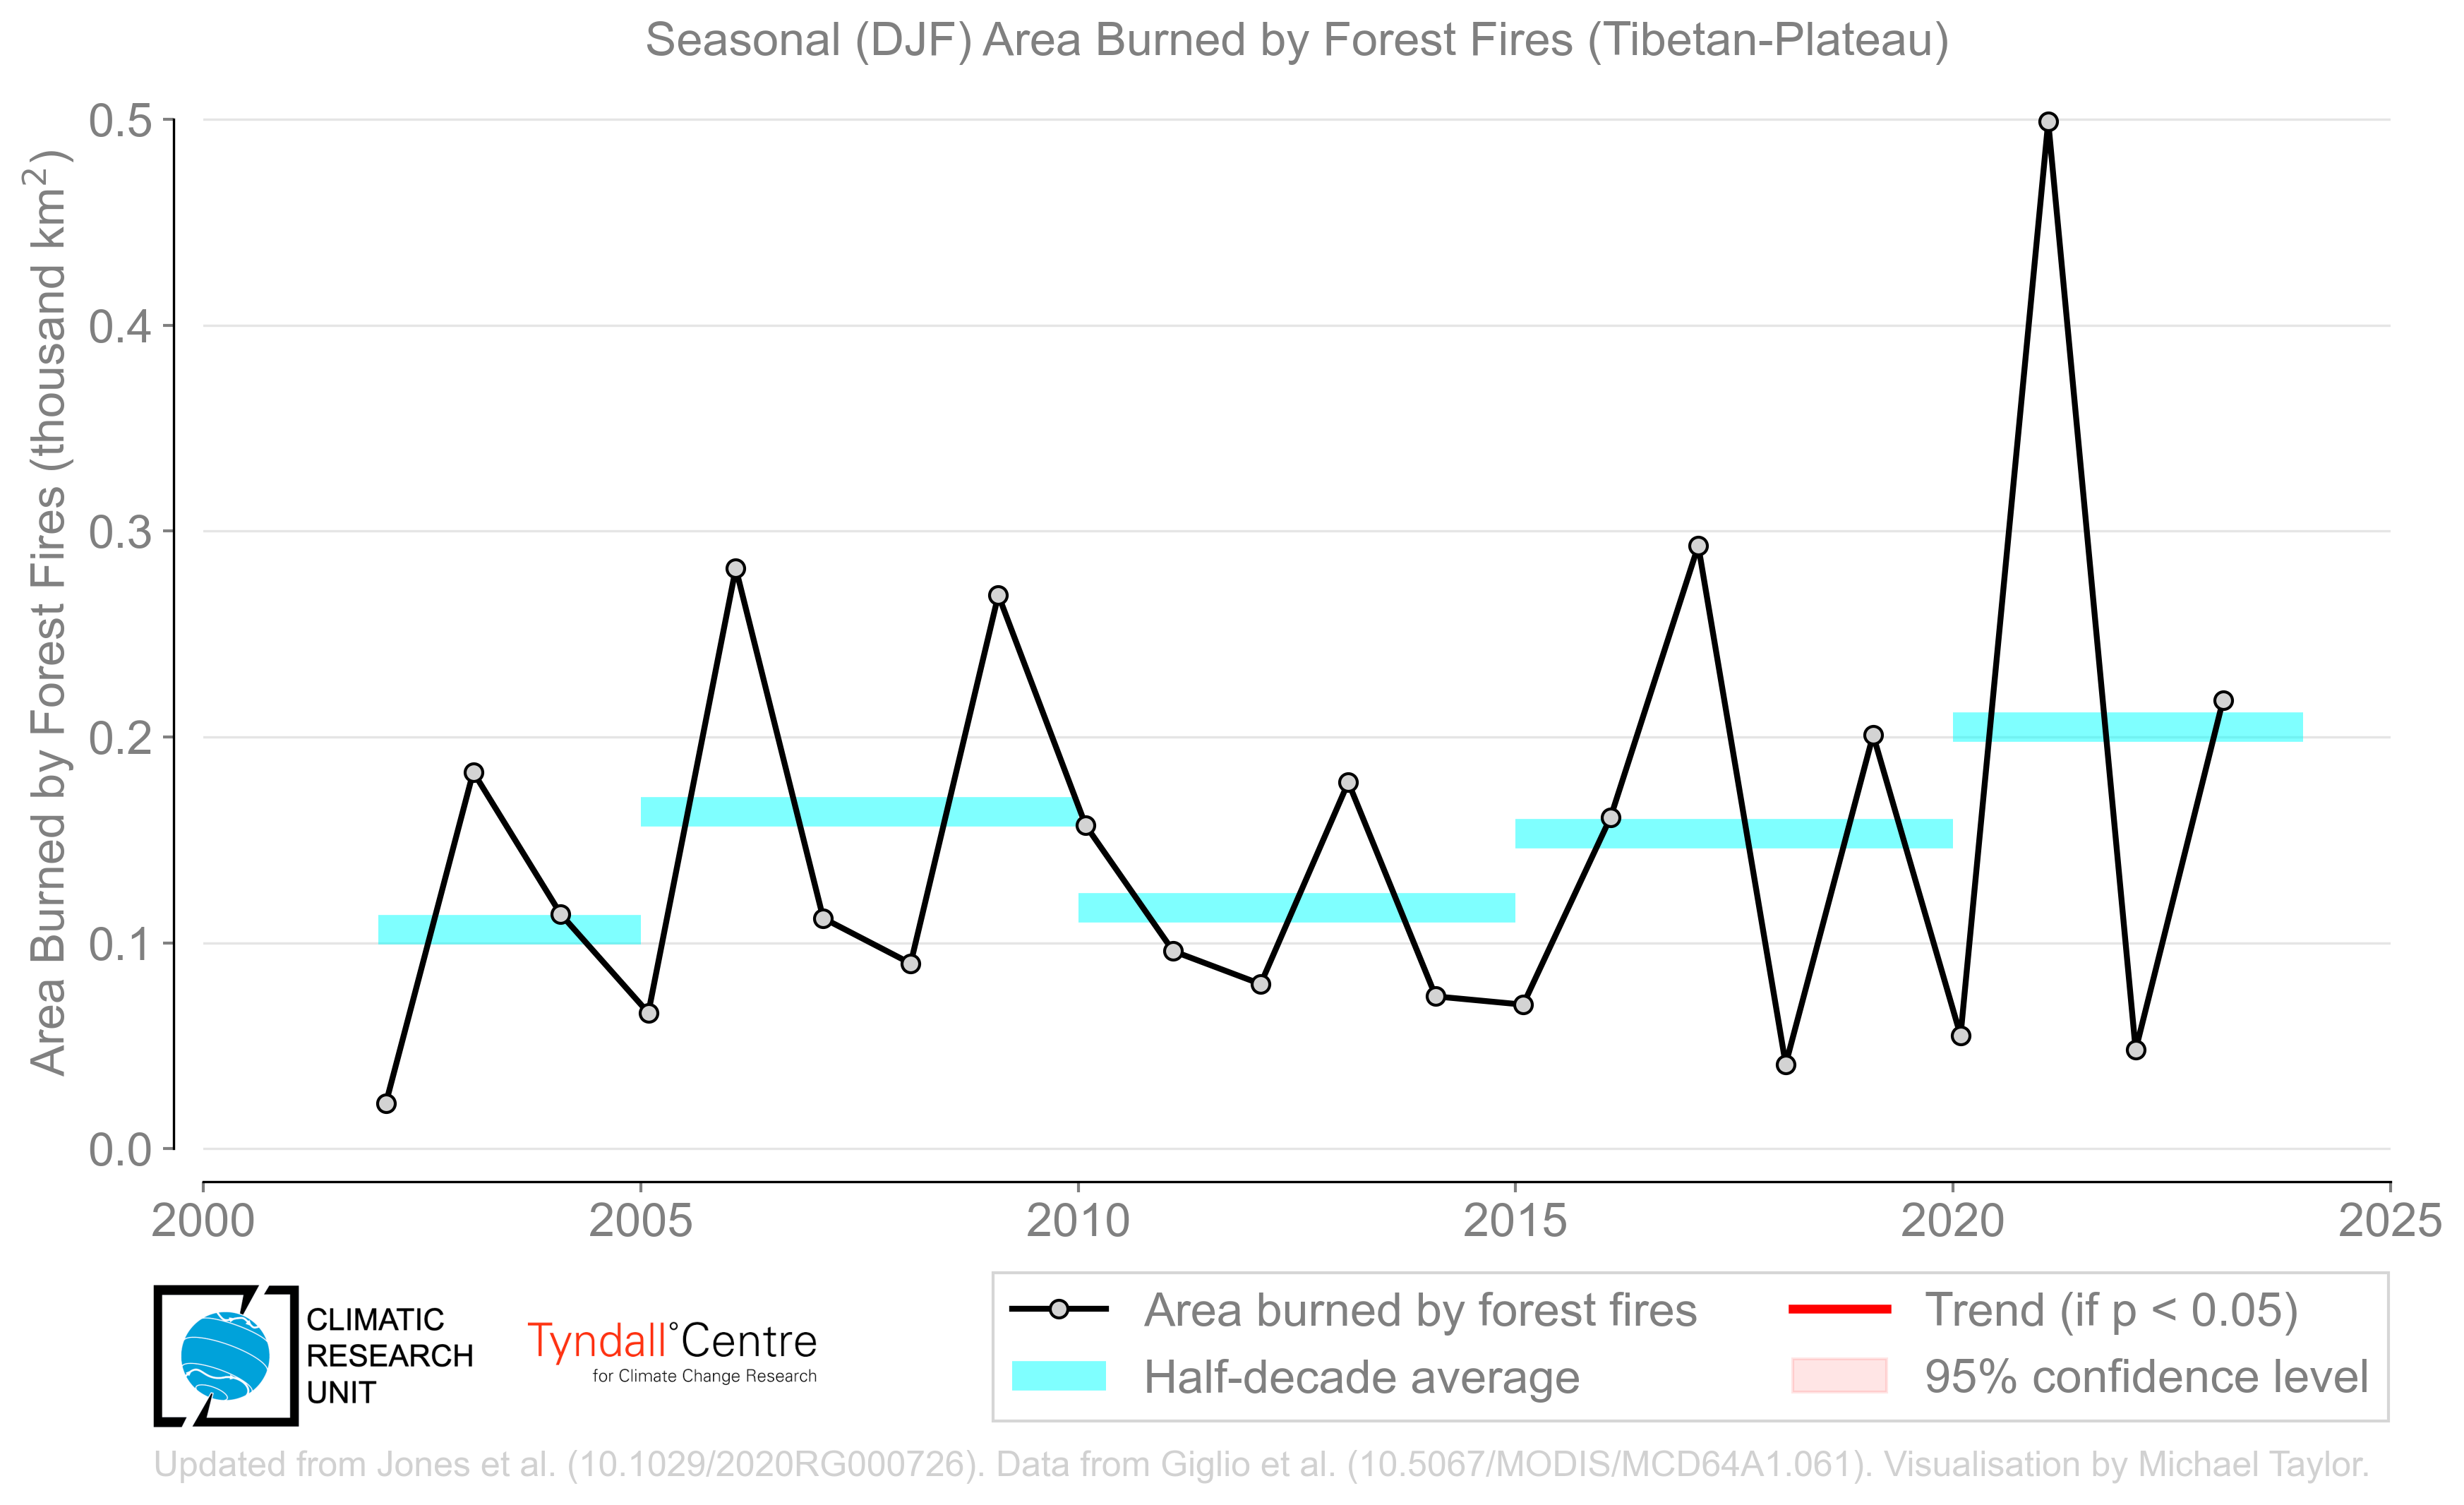 Seasonal (DJF) Area Burned by Forest Fires (Tibetan-Plateau)
Area Burned by Forest Fires (thousand km²)
0.5
0.4
0.3
0.2
0.1
0.0
2000
2005
2010
2015
2020
2025
CLIMATIC
RESEARCH
UNIT
Tyndall°Centre
for Climate Change Research
Area burned by forest fires
Half-decade average
Trend (if p < 0.05)
95% confidence level
Updated from Jones et al. (10.1029/2020RG000726). Data from Giglio et al. (10.5067/MODIS/MCD64A1.061). Visualisation by Michael Taylor.